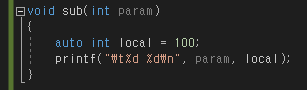 void sub(int param)
{
auto int local = 100;
printf("₩t%d %d₩n", param, local);
}